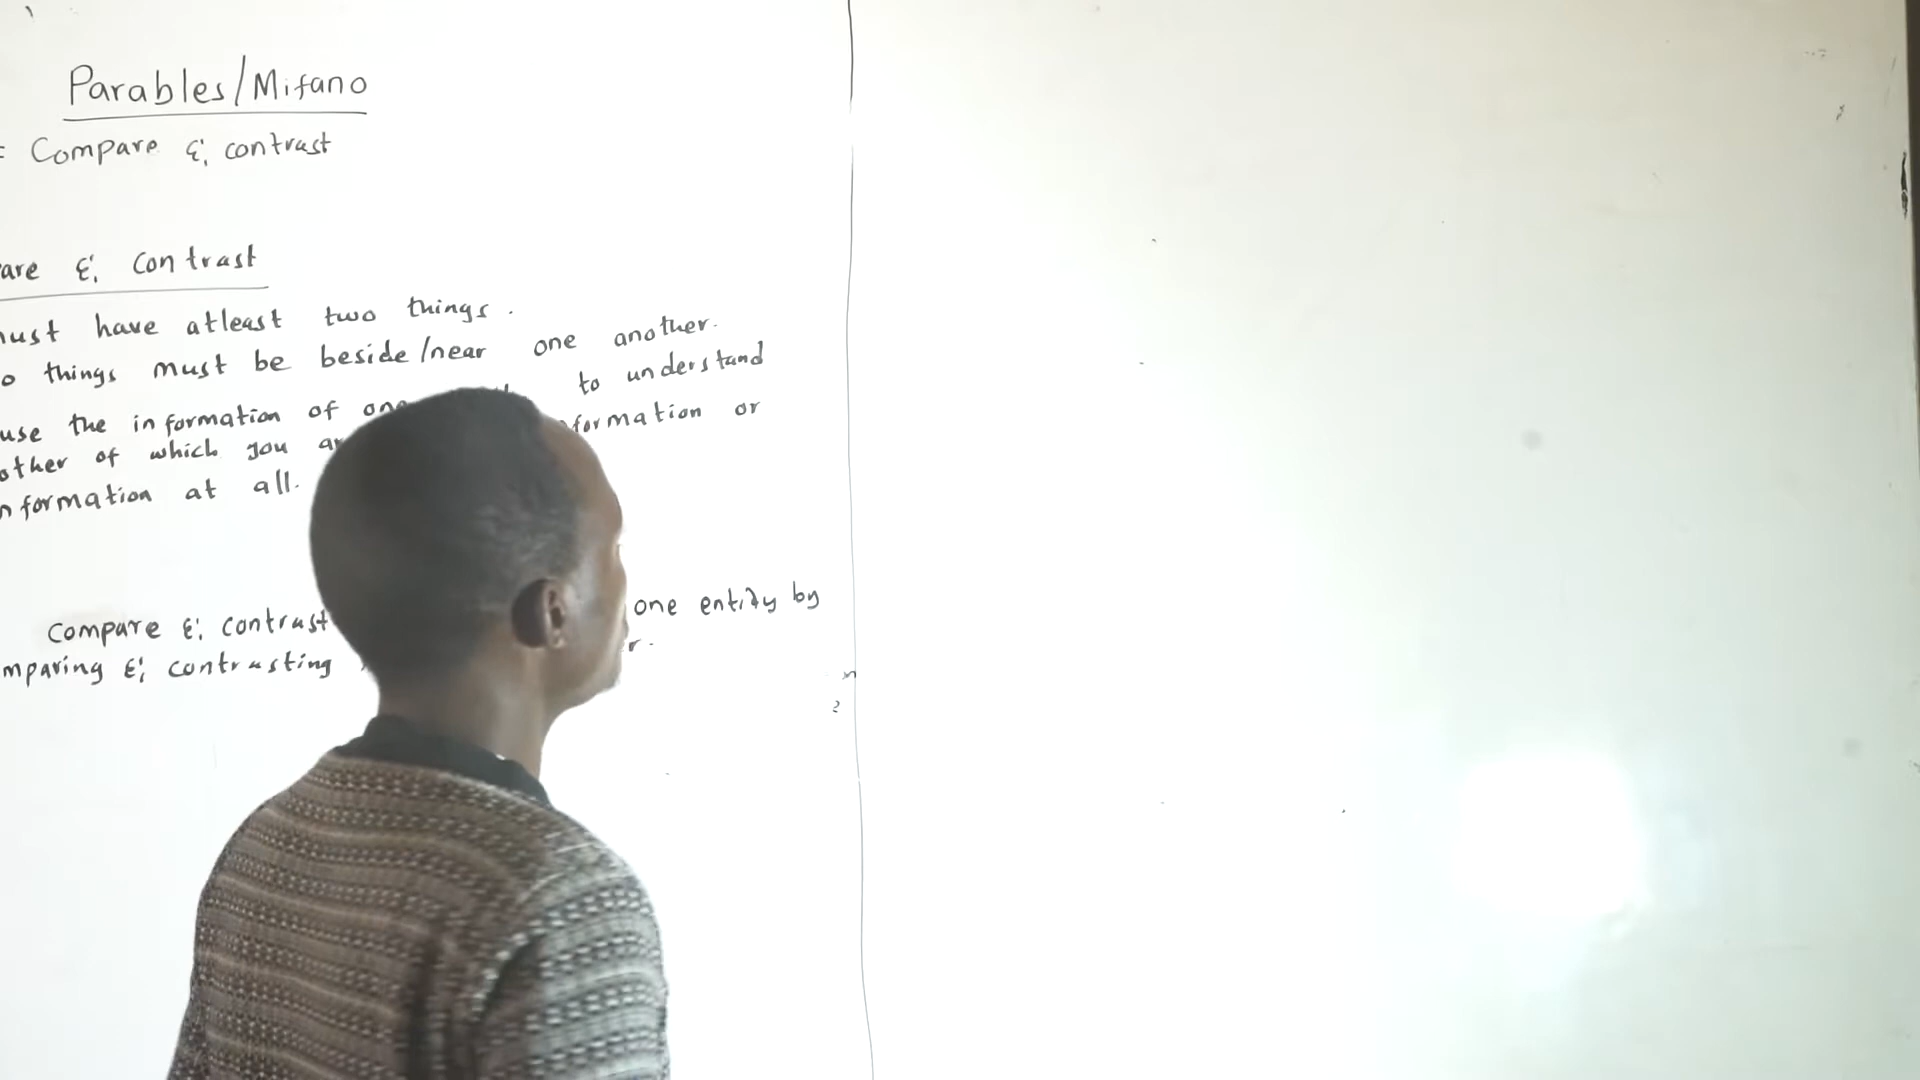 Parables/Mifano
= Compare & contrast
are & contrast
must have atleast two things.
o things must be beside/near one another.
use the information of one to understand
other of which you formation or
nformation at all.
Compare & contrast one entity by
mparing & contrasting